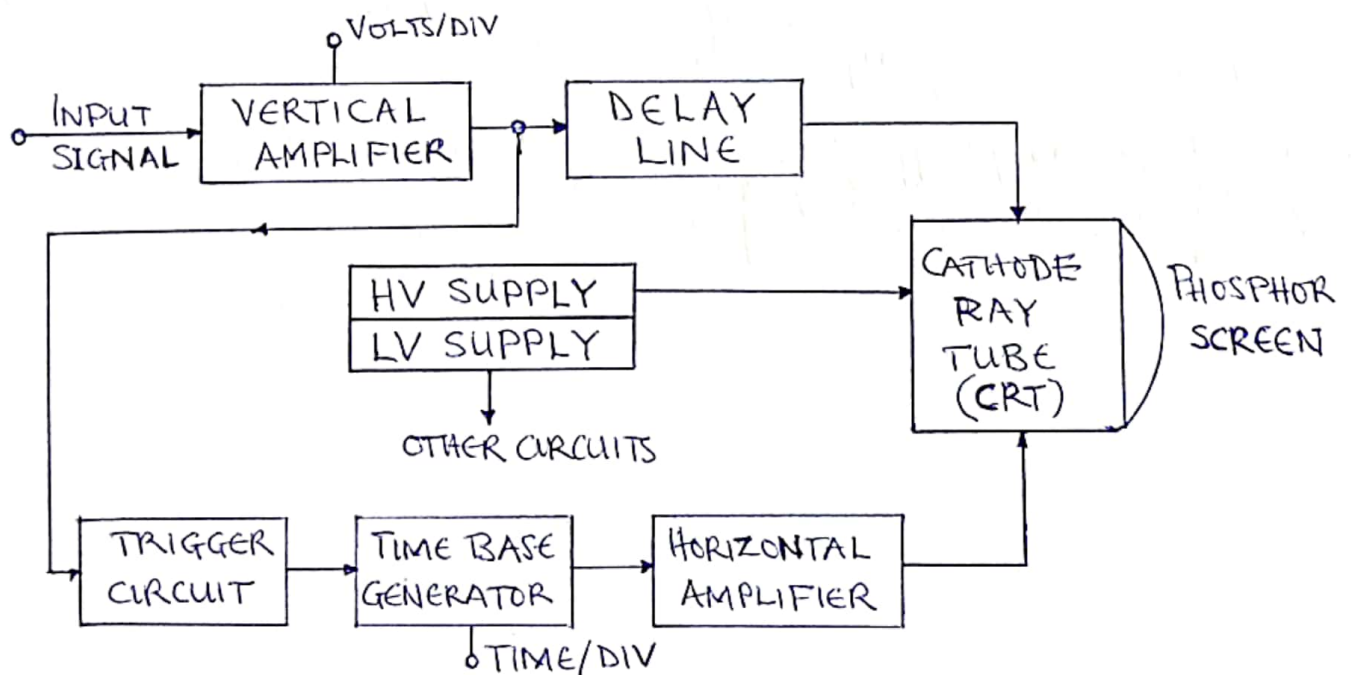 VOLTS/DIV
INPUT
SIGNAL
VERTICAL
AMPLIFIER
DELAY
LINE
HV SUPPLY
LV SUPPLY
OTHER CIRCUITS
CATHODE
RAY
TUBE
(CRT)
PHOSPHOR
SCREEN
TRIGGER
CIRCUIT
TIME BASE
GENERATOR
HORIZONTAL
AMPLIFIER
TIME/DIV